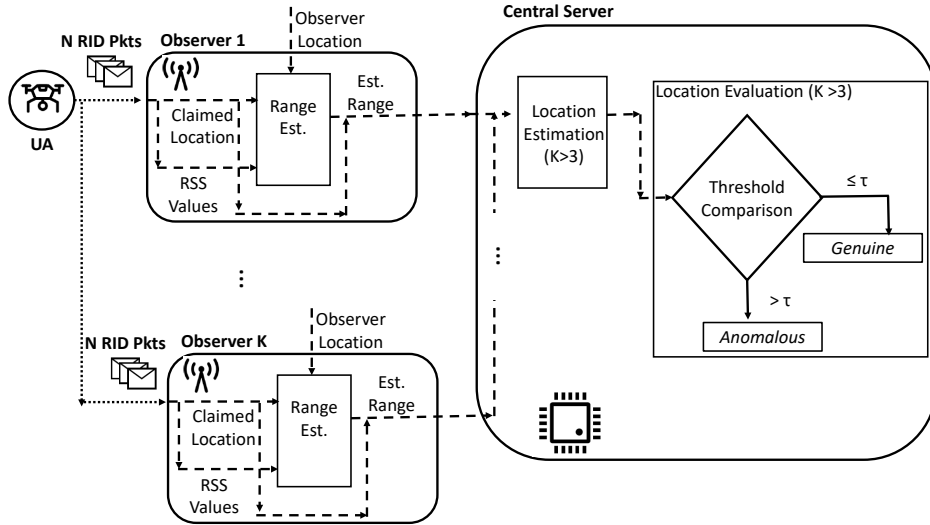 N RID Pkts
UA
Observer 1
Observer
Location
Claimed
Location
RSS
Values
Range
Est.
Est.
Range
...
N RID Pkts
Observer K
Observer
Location
Claimed
Location
RSS
Values
Range
Est.
Est.
Range
Central Server
...
Location
Estimation
(K>3)
Location Evaluation (K >3)
Threshold
Comparison
≤ τ
Genuine
> τ
Anomalous